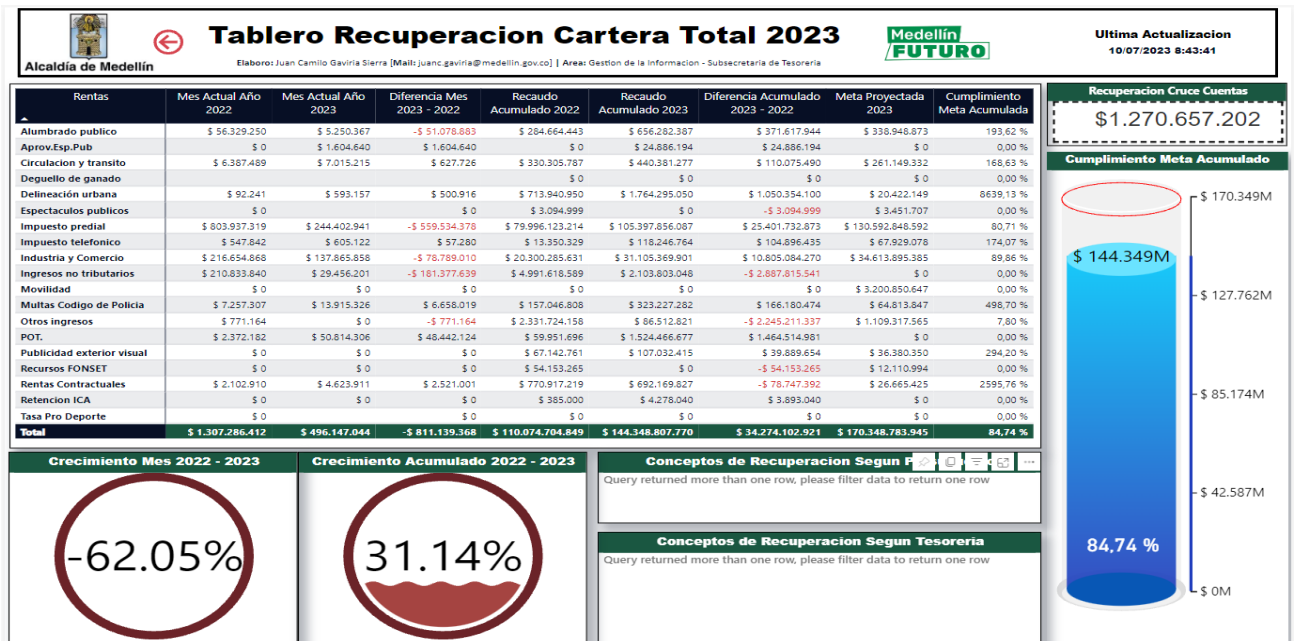 Alcaldía de Medellín
Tablero Recuperacion Cartera Total 2023
Elaboro: Juan Camilo Gaviria Sierra [Mail: juanc.gaviria@medellin.gov.co] | Area: Gestion de la Informacion - Subsecretaria de Tesoreria
Medellín
FUTURO
Ultima Actualizacion
10/07/2023 8:43:41
Rentas Mes Actual Año 2022 Mes Actual Año 2023 Diferencia Mes 2023 - 2022 Recaudo Acumulado 2022 Recaudo Acumulado 2023 Diferencia Acumulado 2023 - 2022 Meta Proyectada 2023 Cumplimiento Meta Acumulada
Alumbrado publico $ 56.329.250 $ 5.250.367 -$ 51.078.883 $ 284.664.443 $ 656.282.387 $ 371.617.944 $ 338.948.873 193,62 %
Aprov.Esp.Pub $ 0 $ 1.604.640 $ 1.604.640 $ 0 $ 24.886.194 $ 24.886.194 $ 0 0,00 %
Circulacion y transito $ 6.387.489 $ 7.015.215 $ 627.726 $ 330.305.787 $ 440.381.277 $ 110.075.490 $ 261.149.332 168,63 %
Deguello de ganado $ 0 $ 0 $ 0 $ 0 0,00 %
Delineación urbana $ 92.241 $ 593.157 $ 500.916 $ 713.940.950 $ 1.764.295.050 $ 1.050.354.100 $ 20.422.149 8639,13 %
Espectaculos publicos $ 0 $ 0 $ 3.094.999 $ 0 -$ 3.094.999 $ 3.451.707 0,00 %
Impuesto predial $ 803.937.319 $ 244.402.941 -$ 559.534.378 $ 79.996.123.214 $ 105.397.856.087 $ 25.401.732.873 $ 130.592.848.592 80,71 %
Impuesto telefonico $ 547.842 $ 605.122 $ 57.280 $ 13.350.329 $ 118.246.764 $ 104.896.435 $ 67.929.078 174,07 %
Industria y Comercio $ 216.654.868 $ 137.865.858 -$ 78.789.010 $ 20.300.285.631 $ 31.105.369.901 $ 10.805.084.270 $ 34.613.895.385 89,86 %
Ingresos no tributarios $ 210.833.840 $ 29.456.201 -$ 181.377.639 $ 4.991.618.589 $ 2.103.803.048 -$ 2.887.815.541 $ 0 0,00 %
Movilidad $ 0 $ 0 $ 0 $ 0 $ 0 $ 0 $ 3.200.850.647 0,00 %
Multas Codigo de Policia $ 7.257.307 $ 13.915.326 $ 6.658.019 $ 157.046.808 $ 323.227.282 $ 166.180.474 $ 64.813.847 498,70 %
Otros ingresos $ 771.164 $ 0 -$ 771.164 $ 2.331.724.158 $ 86.512.821 -$ 2.245.211.337 $ 1.109.317.565 7,80 %
POT. $ 2.372.182 $ 50.814.306 $ 48.442.124 $ 59.951.696 $ 1.524.466.677 $ 1.464.514.981 $ 0 0,00 %
Publicidad exterior visual $ 0 $ 0 $ 0 $ 67.142.761 $ 107.032.415 $ 39.889.654 $ 36.380.350 294,20 %
Recursos FONSET $ 0 $ 0 $ 54.153.265 $ 0 -$ 54.153.265 $ 12.110.994 0,00 %
Rentas Contractuales $ 2.102.910 $ 4.623.911 $ 2.521.001 $ 770.917.219 $ 692.169.827 -$ 78.747.392 $ 26.665.425 2595,76 %
Retencion ICA $ 0 $ 0 $ 0 $ 385.000 $ 4.278.040 $ 3.893.040 $ 0 0,00 %
Tasa Pro Deporte $ 0 $ 0 $ 0 $ 0 $ 0 $ 0 0,00 %
Total $ 1.307.286.412 $ 496.147.044 -$ 811.139.368 $ 110.074.704.849 $ 144.348.807.770 $ 34.274.102.921 $ 170.348.783.945 84,74 %
Recuperacion Cruce Cuentas
$1.270.657.202
Cumplimiento Meta Acumulado
$ 170.349M
$ 144.349M
$ 127.762M
$ 85.174M
$ 42.587M
84,74 %
$ 0M
Crecimiento Mes 2022 - 2023
-62.05%
Crecimiento Acumulado 2022 - 2023
31.14%
Conceptos de Recuperacion Segun
Query returned more than one row, please filter data to return one row
Conceptos de Recuperacion Segun Tesoreria
Query returned more than one row, please filter data to return one row